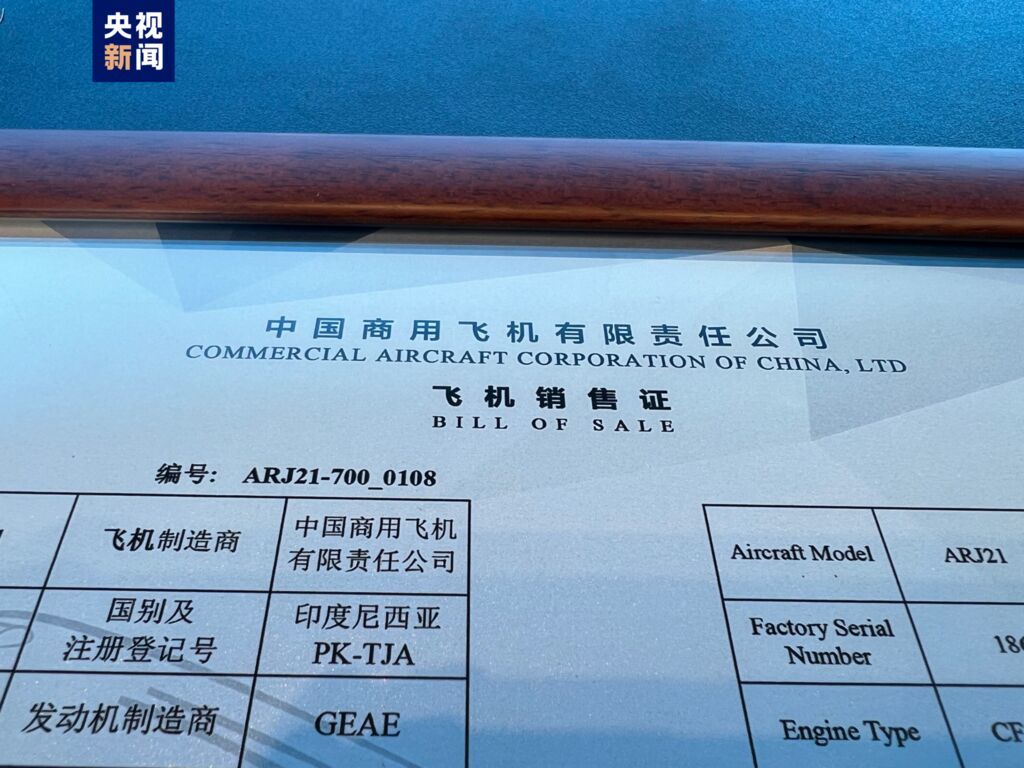 央视
新闻
中国商用飞机有限责任公司
COMMERCIAL AIRCRAFT CORPORATION OF CHINA, LTD
飞机销售证
BILL OF SALE
编号: ARJ21-700_0108
飞机制造商
中国商用飞机
有限责任公司
国别及
注册登记号
印度尼西亚
PK-TJA
发动机制造商
GEAE
Aircraft Model
ARJ21
Factory Serial
Number
Engine Type